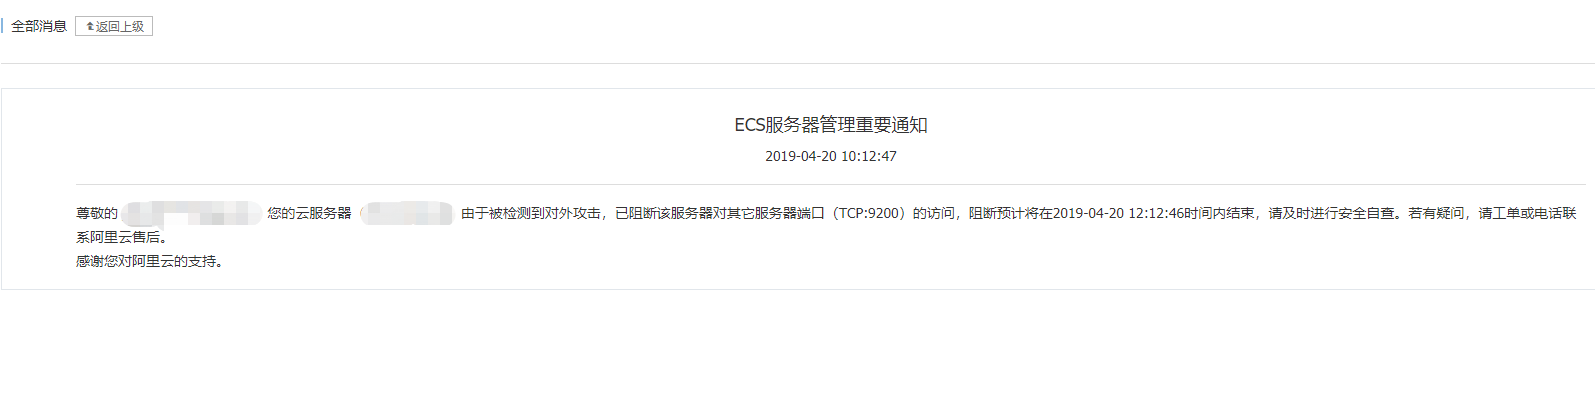 全部消息 返回上级
ECS服务器管理重要通知
2019-04-20 10:12:47
尊敬的 您的云服务器（ 由于被检测到对外攻击，已阻断该服务器对其它服务器端口（TCP:9200）的访问，阻断预计将在2019-04-20 12:12:46时间内结束，请及时进行安全自查。若有疑问，请工单或电话联
系阿里云售后。
感谢您对阿里云的支持。